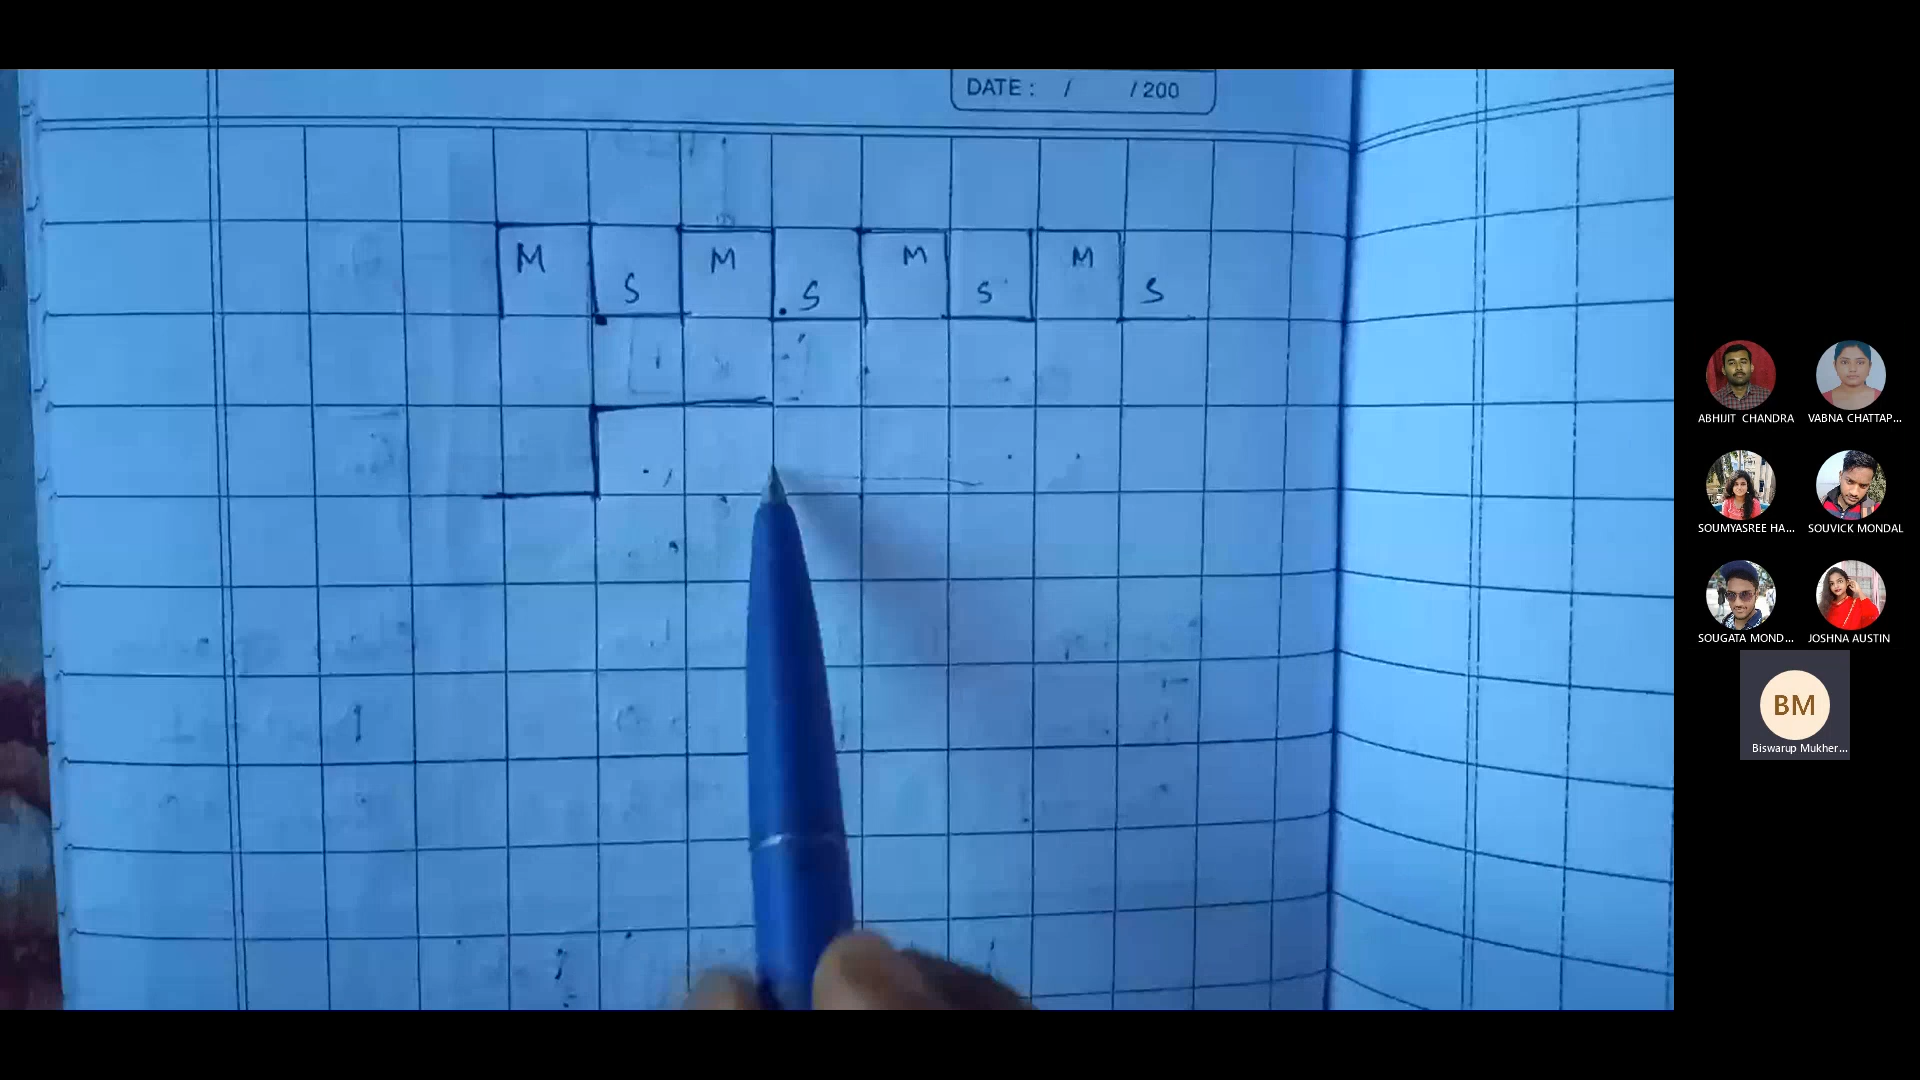 DATE : / / 200
M M M M
S . S S S
ABHIJIT CHANDRA VABNA CHATTAP...
SOUMYASREE HA... SOUVICK MONDAL
SOUGATA MOND... JOSHNA AUSTIN
BM
Biswarup Mukher...